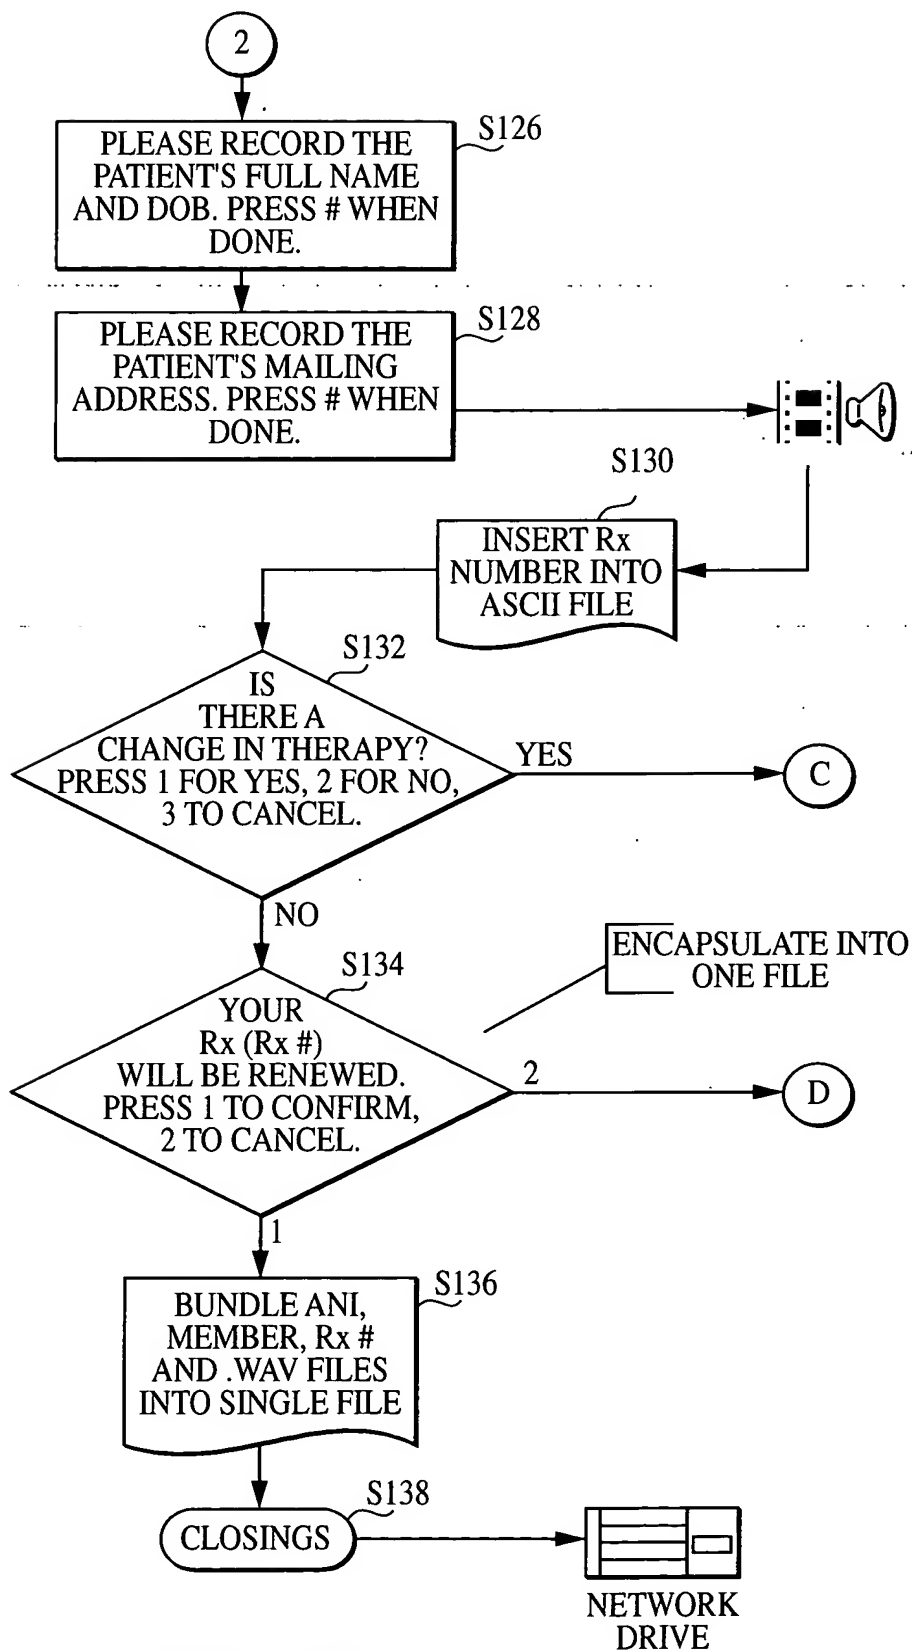 2
S126
PLEASE RECORD THE
PATIENT'S FULL NAME
AND DOB. PRESS # WHEN
DONE.
S128
PLEASE RECORD THE
PATIENT'S MAILING
ADDRESS. PRESS # WHEN
DONE.
S130
INSERT Rx
NUMBER INTO
ASCII FILE
S132
IS
THERE A
CHANGE IN THERAPY?
PRESS 1 FOR YES, 2 FOR NO,
3 TO CANCEL.
YES
C
NO
ENCAPSULATE INTO
ONE FILE
S134
YOUR
Rx (Rx #)
WILL BE RENEWED.
PRESS 1 TO CONFIRM,
2 TO CANCEL.
2
D
1
S136
BUNDLE ANI,
MEMBER, Rx #
AND .WAV FILES
INTO SINGLE FILE
S138
CLOSINGS
NETWORK
DRIVE